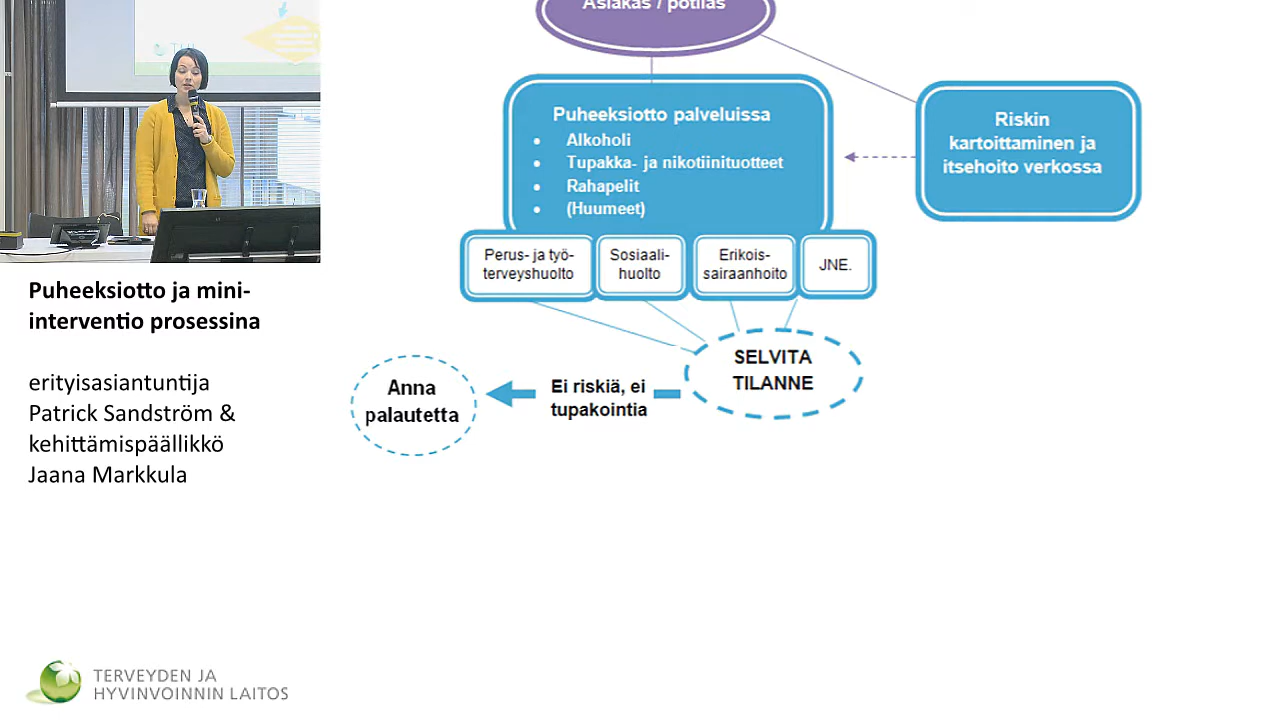 Asiakas / potilas
Puheeksiotto palveluissa
• Alkoholi
• Tupakka- ja nikotiinituotteet
• Rahapelit
• (Huumeet)
Riskin
kartoittaminen ja
itsehoito verkossa
Perus- ja työ-
terveyshuolto
Sosiaali-
huolto
Erikois-
sairaanhoito
JNE.
SELVITA
TILANNE
Ei riskiä, ei
tupakointia
Anna
palautetta
Puheeksiotto ja mini-
interventio prosessina
erityisasiantuntija
Patrick Sandström &
kehittämispäällikkö
Jaana Markkula
TERVEYDEN JA
HYVINVOINNIN LAITOS